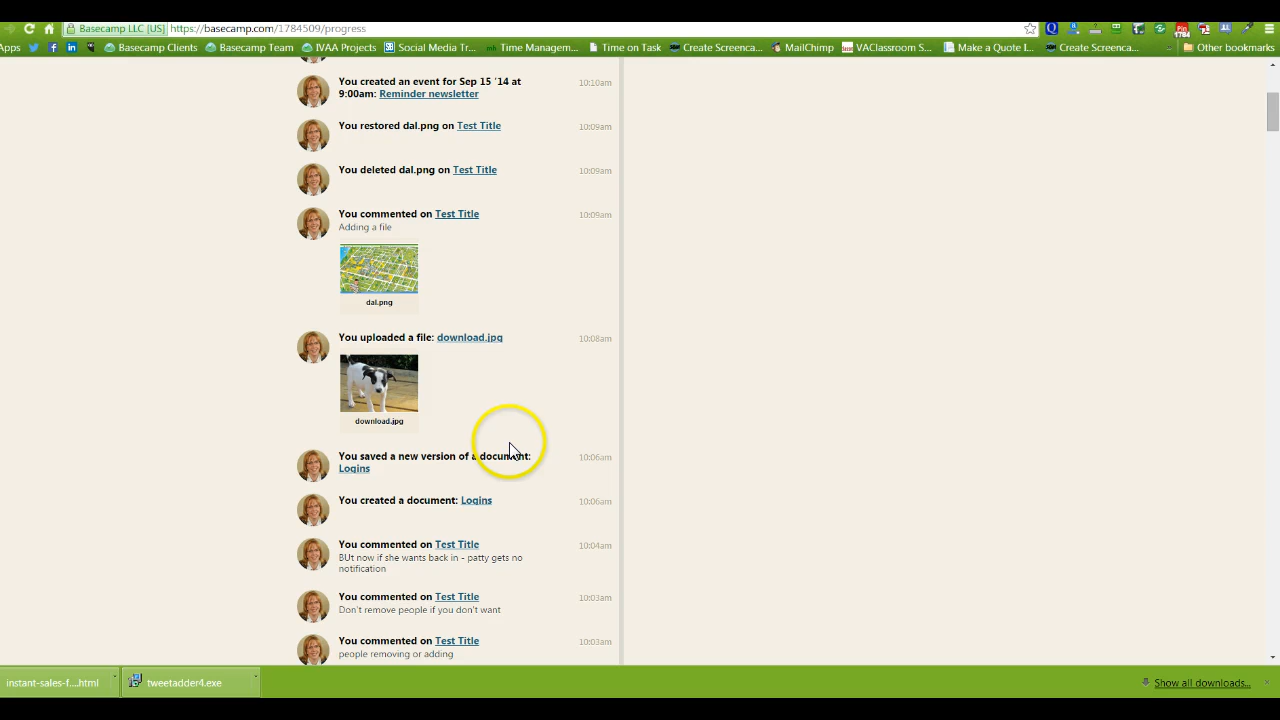 Basecamp LLC [US] https://basecamp.com/1784509/progress
Basecamp Clients Basecamp Team IVAA Projects Social Media Tr... Time Managem... Time on Task Create Screenca... MailChimp VAClassroom S... Make a Quote I... Create Screenca... » Other bookmarks
You created an event for Sep 15 '14 at 10:10am
9:00am: Reminder newsletter
You restored dal.png on Test Title 10:09am
You deleted dal.png on Test Title 10:09am
You commented on Test Title 10:09am
Adding a file
dal.png
You uploaded a file: download.jpg 10:08am
download.jpg
You saved a new version of a document: 10:06am
Logins
You created a document: Logins 10:06am
You commented on Test Title 10:04am
BUt now if she wants back in - patty gets no
notification
You commented on Test Title 10:03am
Don't remove people if you don't want
You commented on Test Title 10:03am
people removing or adding
instant-sales-f....html tweetadder4.exe Show all downloads...